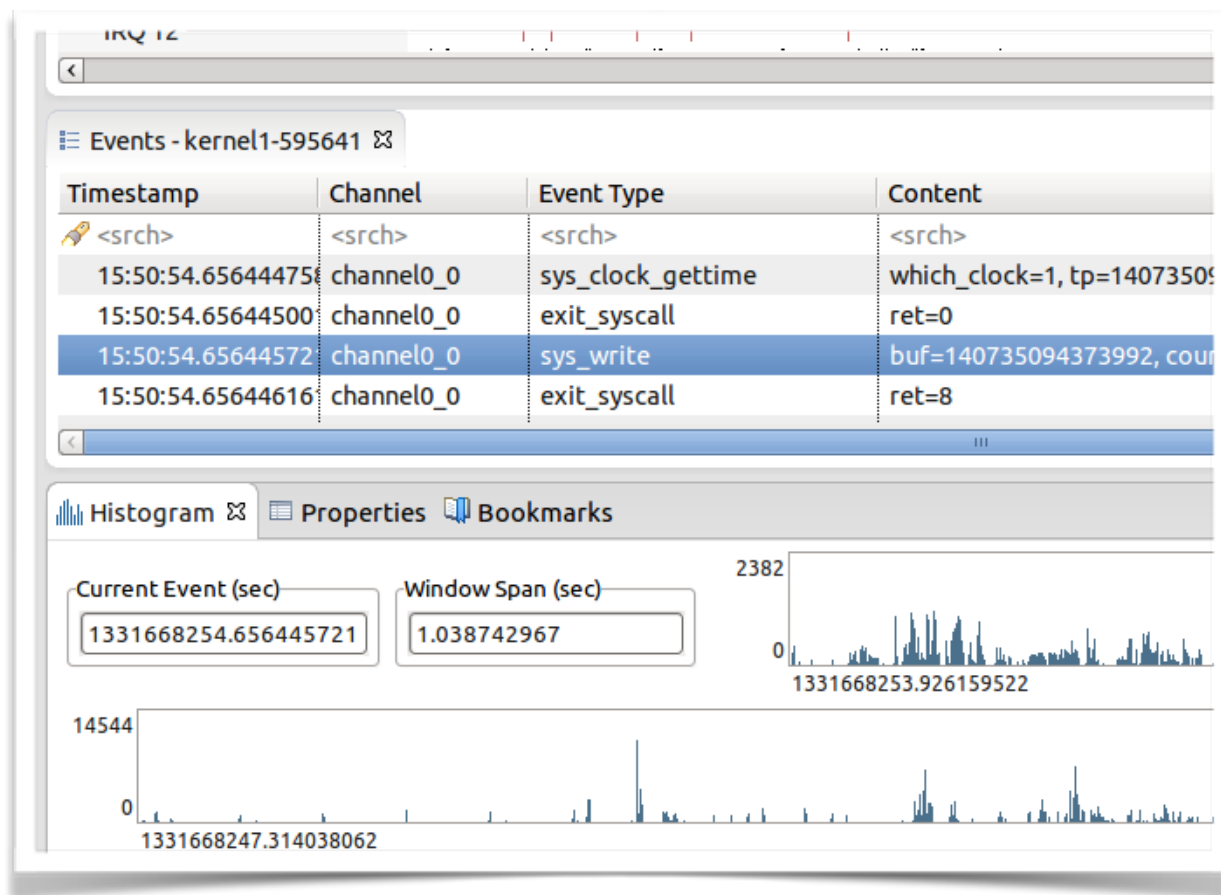 IRQ 12
Events - kernel1-595641
Timestamp Channel Event Type Content
<srch> <srch> <srch> <srch>
15:50:54.656444758 channel0_0 sys_clock_gettime which_clock=1, tp=14073509
15:50:54.65644500 channel0_0 exit_syscall ret=0
15:50:54.65644572 channel0_0 sys_write buf=140735094373992, cour
15:50:54.65644616 channel0_0 exit_syscall ret=8
Histogram Properties Bookmarks
2382
Current Event (sec) Window Span (sec)
1331668254.656445721 1.038742967
0
1331668253.926159522
14544
0
1331668247.314038062